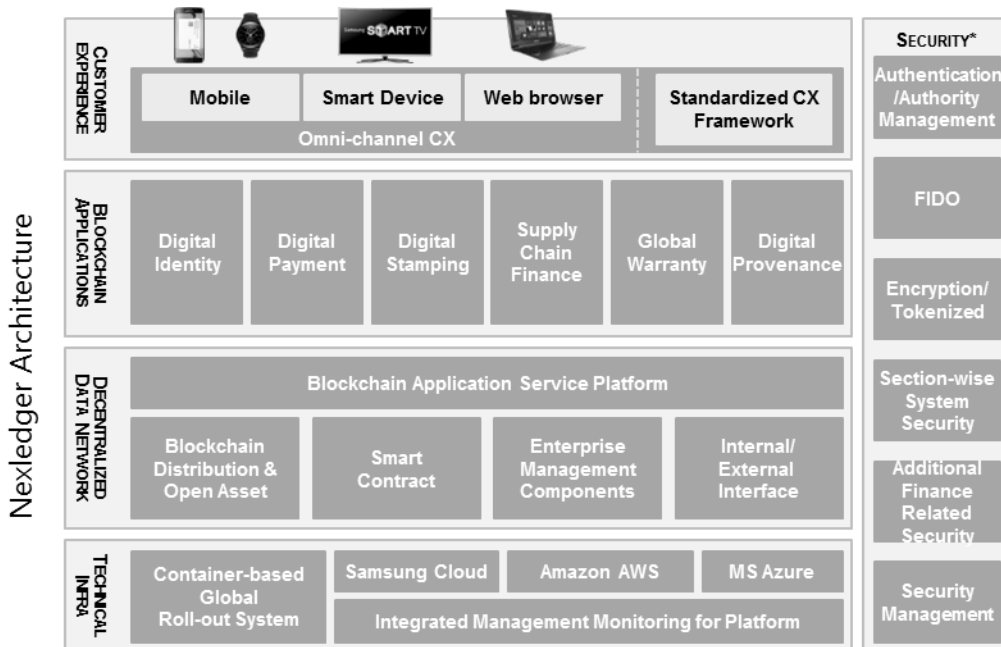 Nexledger Architecture
CUSTOMER
EXPERIENCE
SMART TV
Mobile
Smart Device
Web browser
Standardized CX
Framework
Omni-channel CX
BLOCKCHAIN
APPLICATIONS
Digital
Identity
Digital
Payment
Digital
Stamping
Supply
Chain
Finance
Global
Warranty
Digital
Provenance
DECENTRALIZED
DATA NETWORK
Blockchain Application Service Platform
Blockchain
Distribution &
Open Asset
Smart
Contract
Enterprise
Management
Components
Internal/
External
Interface
TECHNICAL
INFRA
Container-based
Global
Roll-out System
Samsung Cloud
Amazon AWS
MS Azure
Integrated Management Monitoring for Platform
SECURITY*
Authentication
/Authority
Management
FIDO
Encryption/
Tokenized
Section-wise
System
Security
Additional
Finance
Related
Security
Security
Management